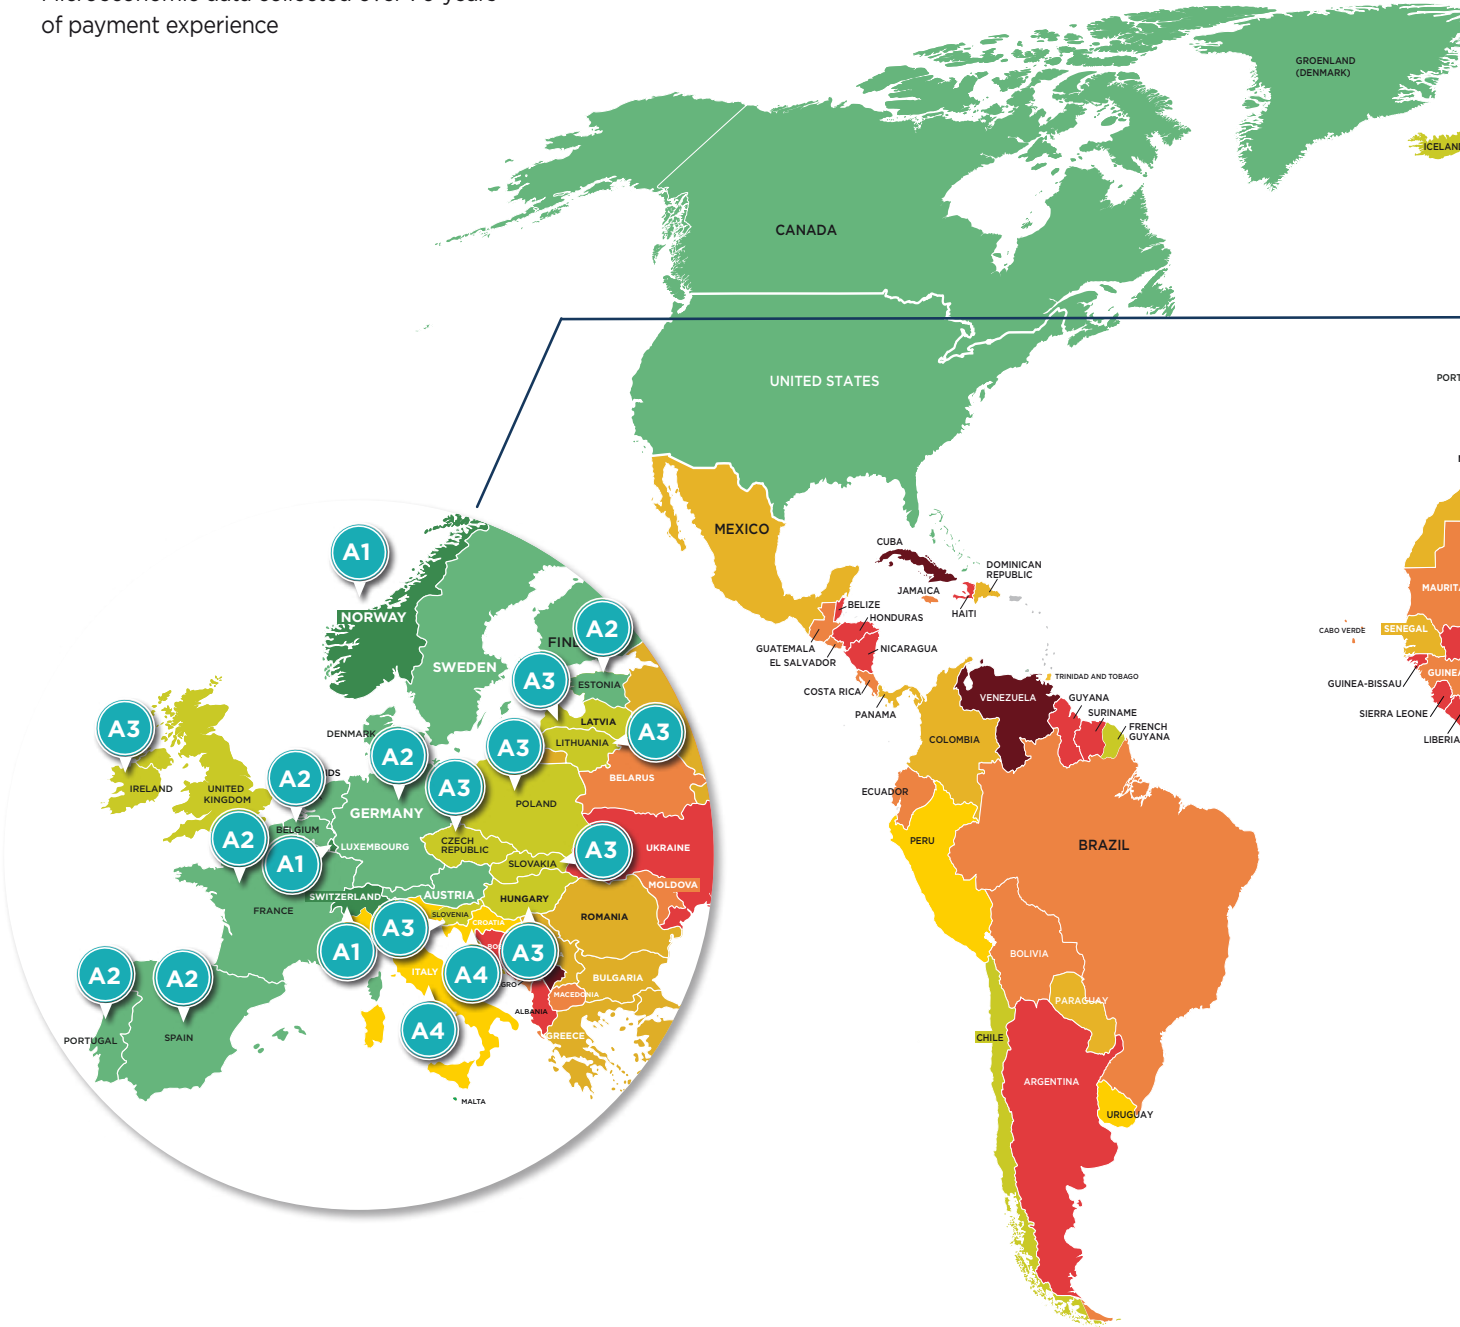 of payment experience
GROENLAND
(DENMARK)
CANADA
UNITED STATES
MEXICO
CUBA
DOMINICAN
REPUBLIC
JAMAICA
HAITI
BELIZE
HONDURAS
GUATEMALA
EL SALVADOR
NICARAGUA
COSTA RICA
PANAMA
TRINIDAD AND TOBAGO
VENEZUELA
GUYANA
SURINAME
FRENCH
GUYANA
COLOMBIA
ECUADOR
PERU
BRAZIL
BOLIVIA
PARAGUAY
CHILE
ARGENTINA
URUGUAY
CABO VERDE
SENEGAL
GUINEA-BISSAU
GUINEA
SIERRA LEONE
LIBERIA
A1
NORWAY
SWEDEN
A2
A3
ESTONIA
LATVIA
LITHUANIA
A3
A3
DENMARK
A2
A3
IRELAND
UNITED
KINGDOM
A2
A3
BELARUS
POLAND
GERMANY
BELGIUM
A2
A1
LUXEMBOURG
CZECH
REPUBLIC
SLOVAKIA
A3
UKRAINE
MOLDOVA
SWITZERLAND
AUSTRIA
HUNGARY
ROMANIA
FRANCE
SLOVENIA
CROATIA
A3
A1
A3
A4
ITALY
BULGARIA
MACEDONIA
ALBANIA
GREECE
A2
A2
PORTUGAL
SPAIN
A4
MALTA